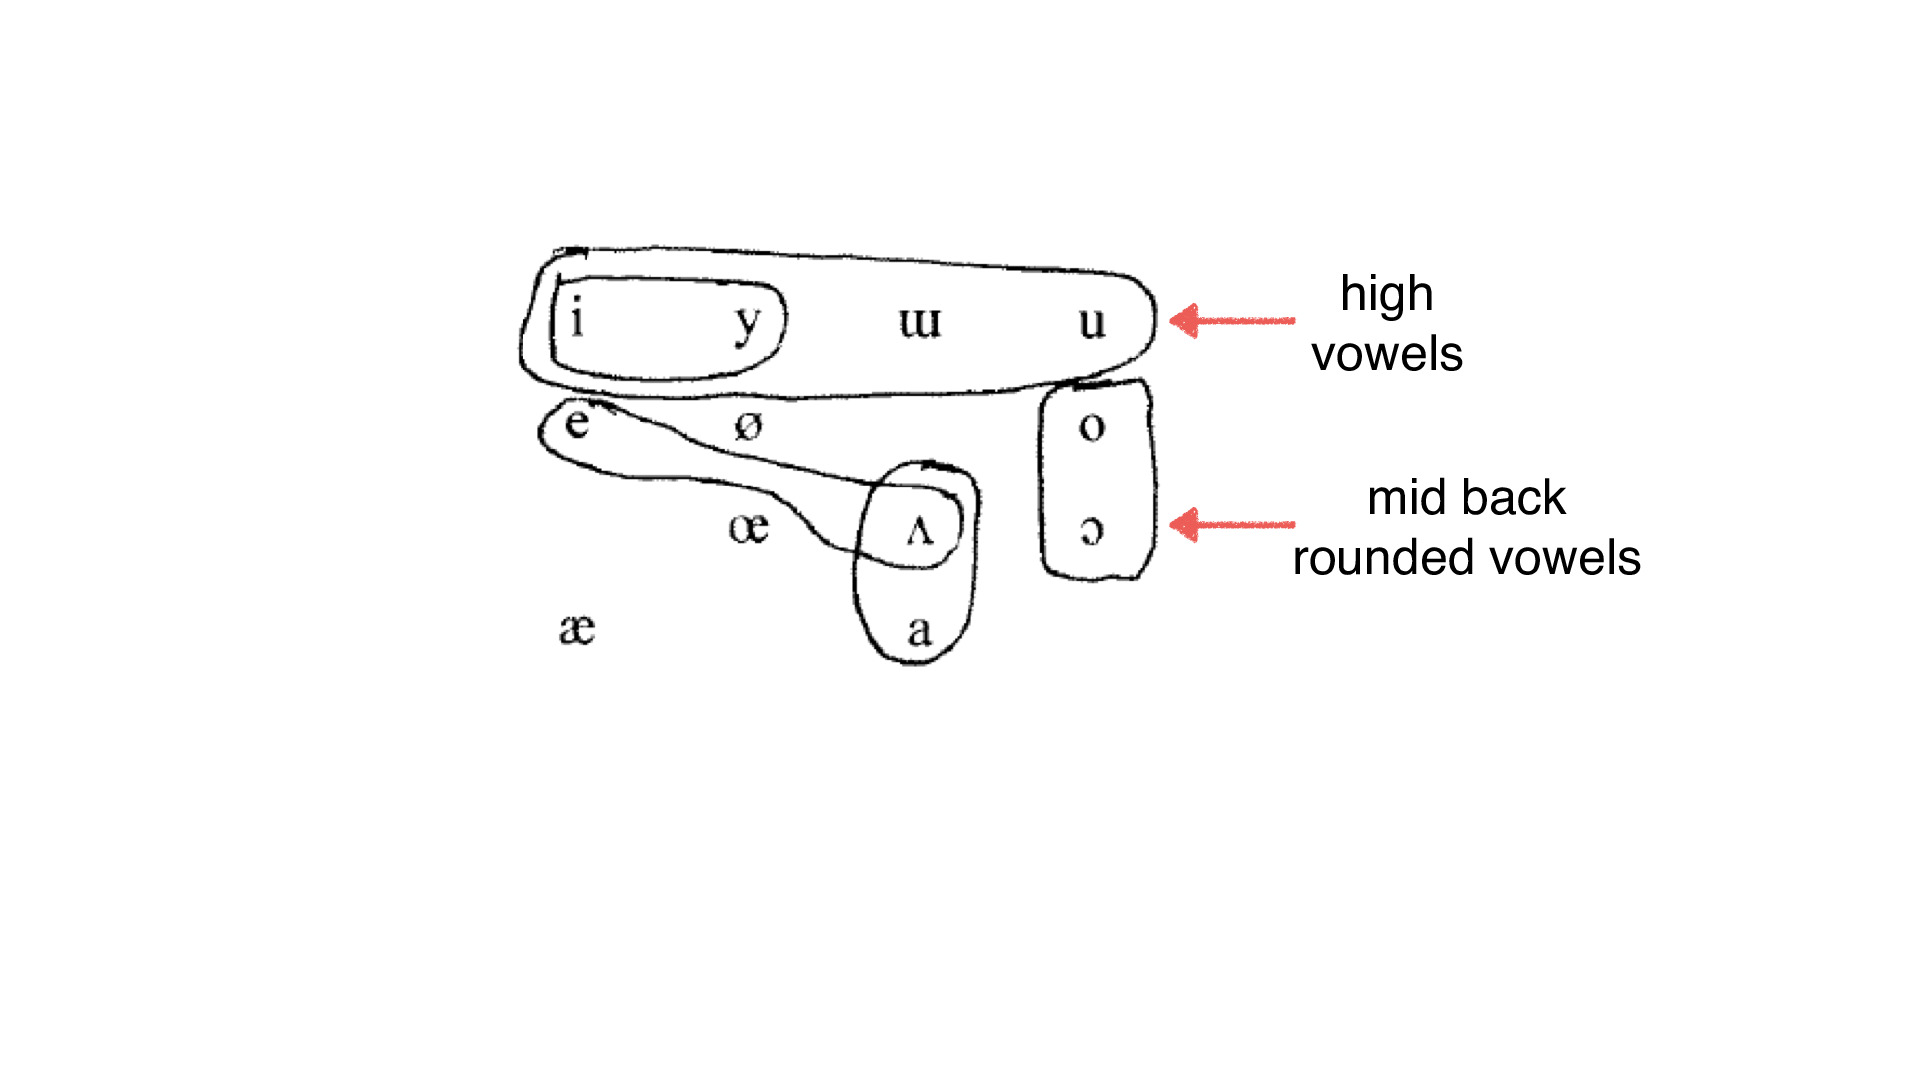 i y ɯ u
high
vowels
e ø o
mid back
rounded vowels
œ ʌ ɔ
æ a